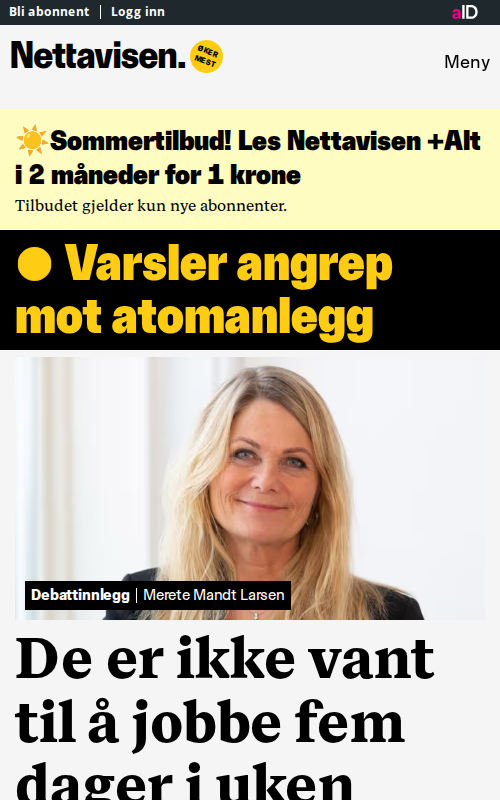 Bli abonnent | Logg inn
aID
Nettavisen.
ØKER
MEST
Meny
☀️Sommertilbud! Les Nettavisen +Alt
i 2 måneder for 1 krone
Tilbudet gjelder kun nye abonnenter.
Varsler angrep
mot atomanlegg
Debattinnlegg | Merete Mandt Larsen
De er ikke vant
til å jobbe fem
dager i uken